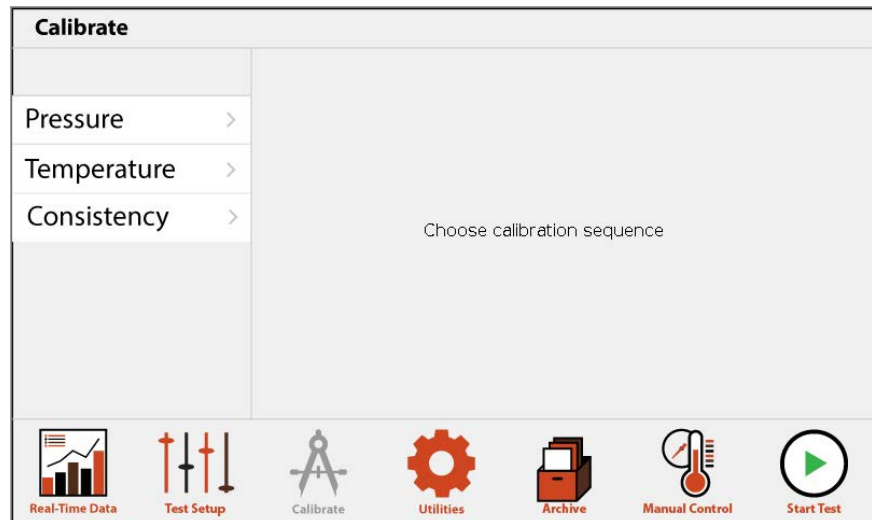 Calibrate
Pressure
Temperature
Consistency
Choose calibration sequence
Real-Time Data
Test Setup
Calibrate
Utilities
Archive
Manual Control
Start Test